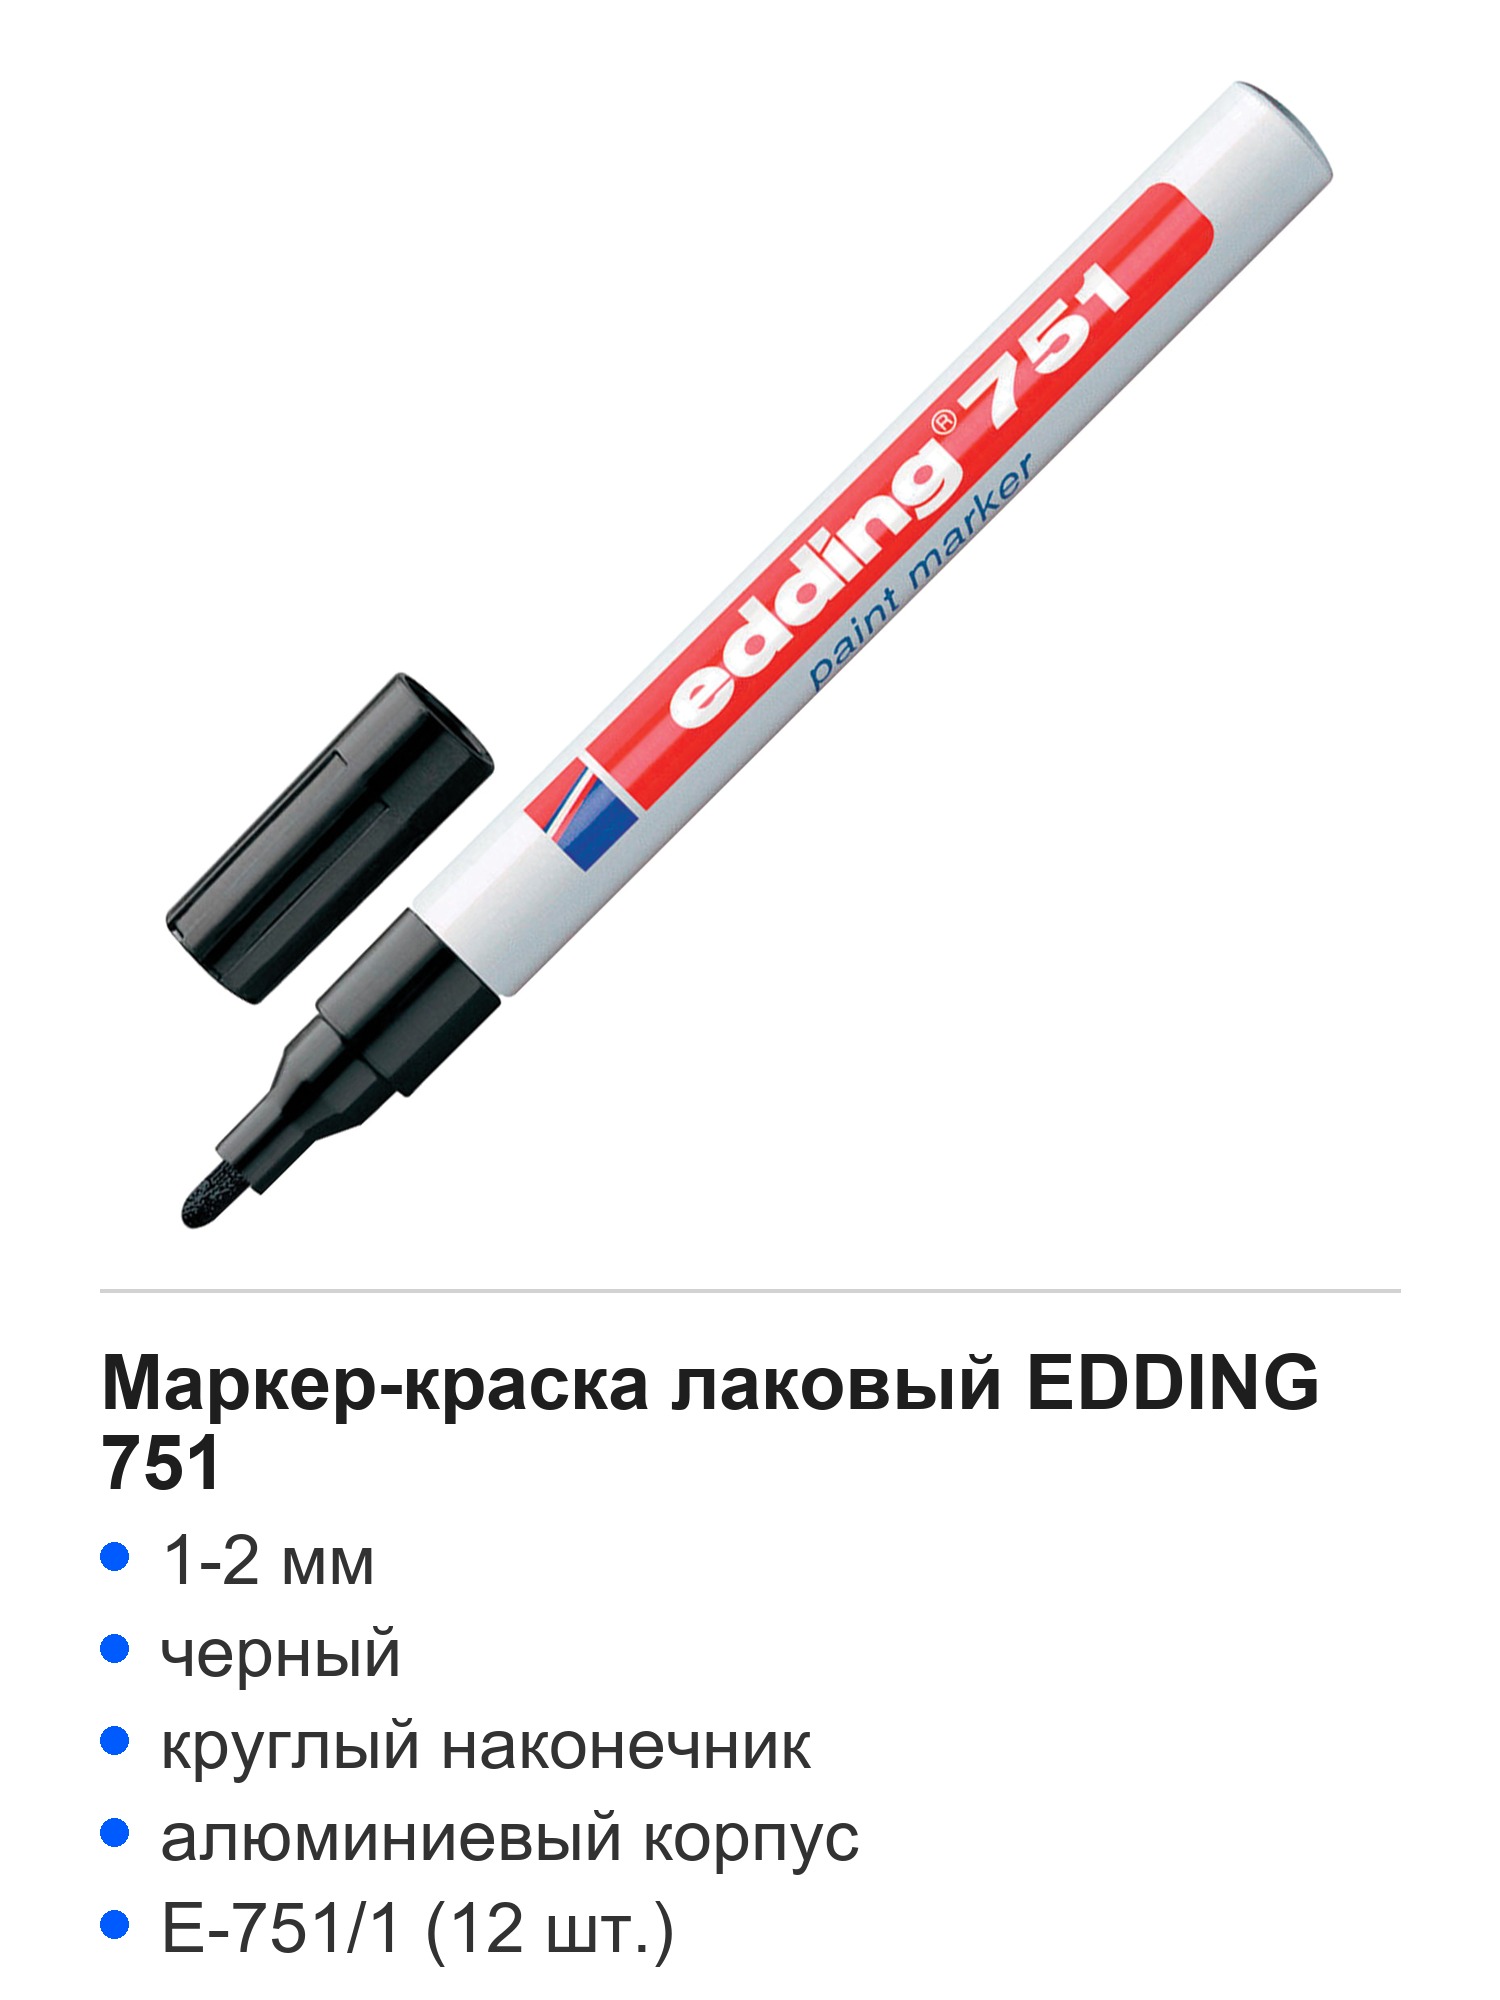 edding® 751
paint marker
Маркер-краска лаковый EDDING
751
1-2 мм
черный
круглый наконечник
алюминиевый корпус
E-751/1 (12 шт.)